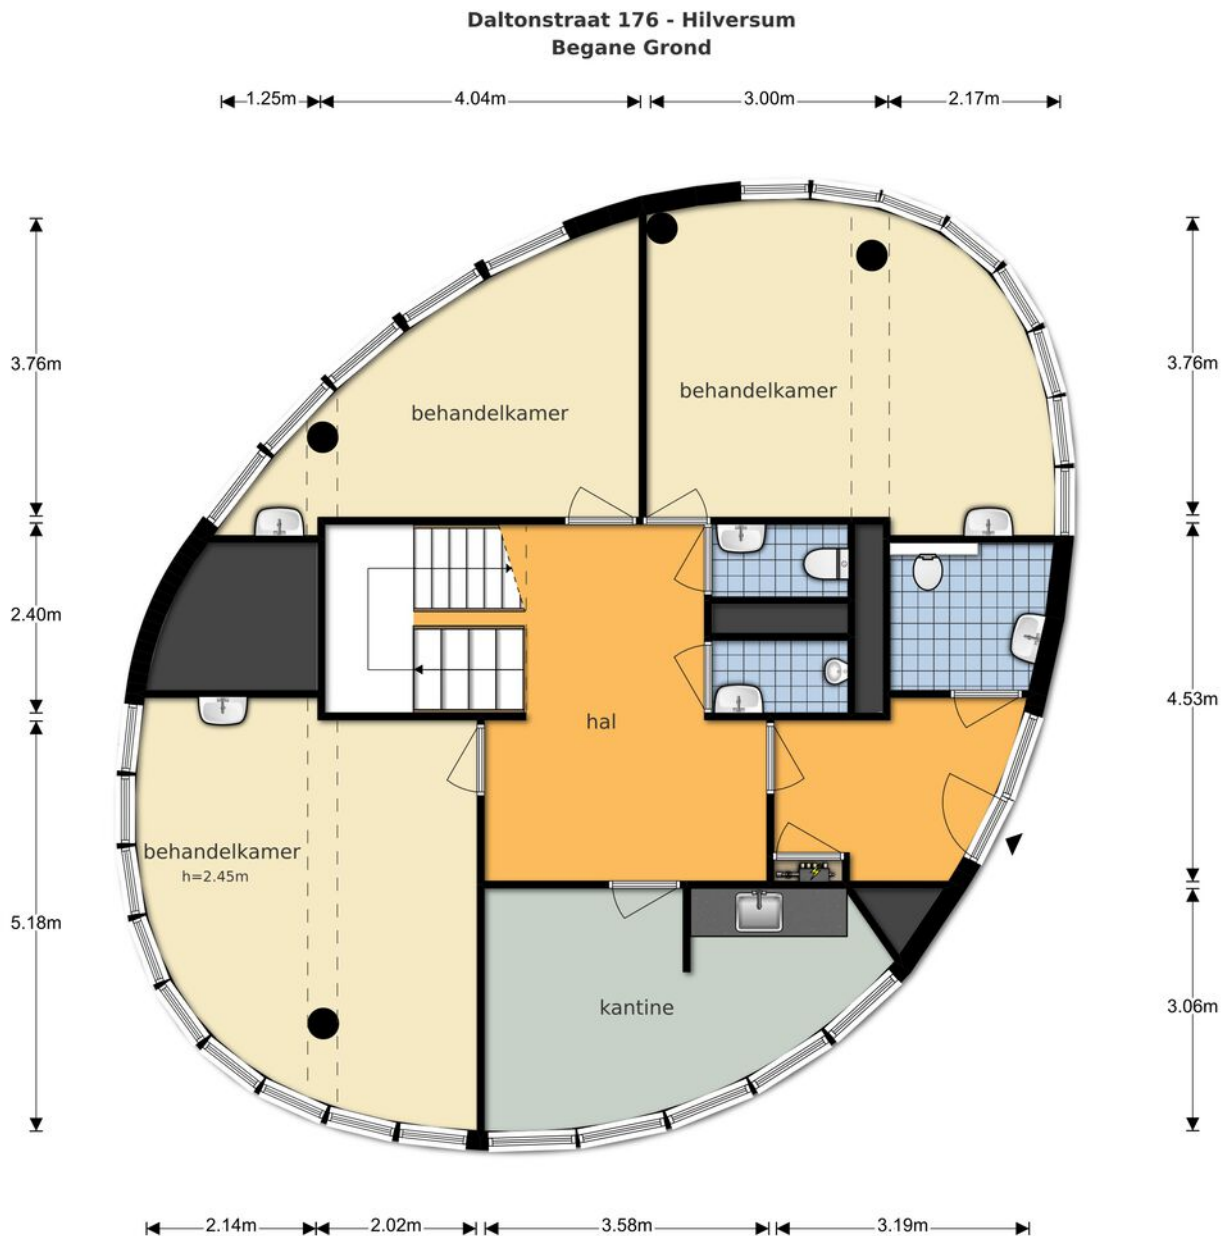 Daltonstraat 176 - Hilversum
Begane Grond
1.25m 4.04m 3.00m 2.17m
3.76m 3.76m
behandelkamer behandelkamer
2.40m
hal 4.53m
behandelkamer
h=2.45m
5.18m
kantine 3.06m
2.14m 2.02m 3.58m 3.19m